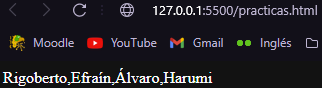 127.0.0.1:5500/practicas.html
Moodle YouTube Gmail Inglés
Rigoberto,Efraín,Álvaro,Harumi